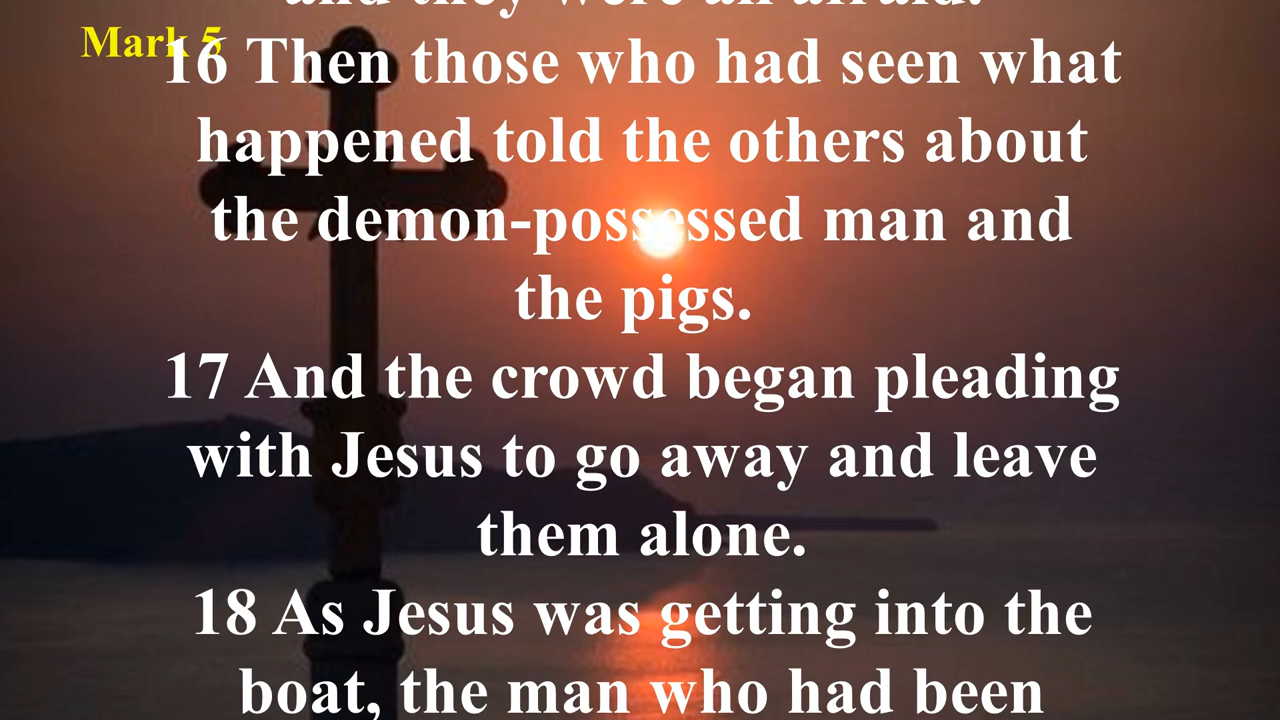 and they were all afraid.
Mark 5
16 Then those who had seen what
happened told the others about
the demon-possessed man and
the pigs.
17 And the crowd began pleading
with Jesus to go away and leave
them alone.
18 As Jesus was getting into the
boat, the man who had been